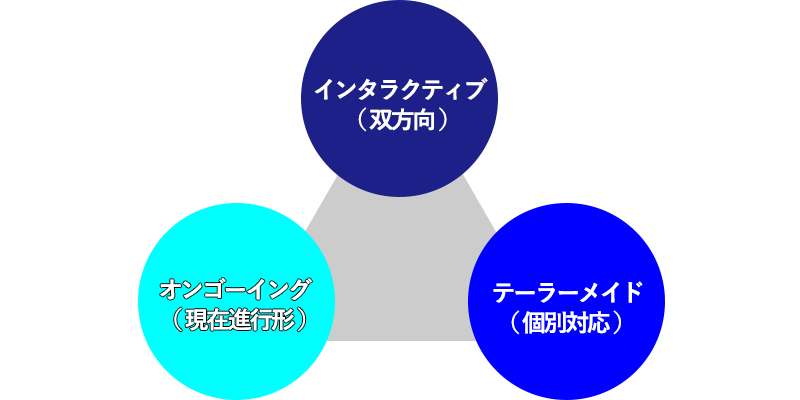 インタラクティブ
（双方向）
オンゴーイング
（現在進行形）
テーラーメイド
（個別対応）